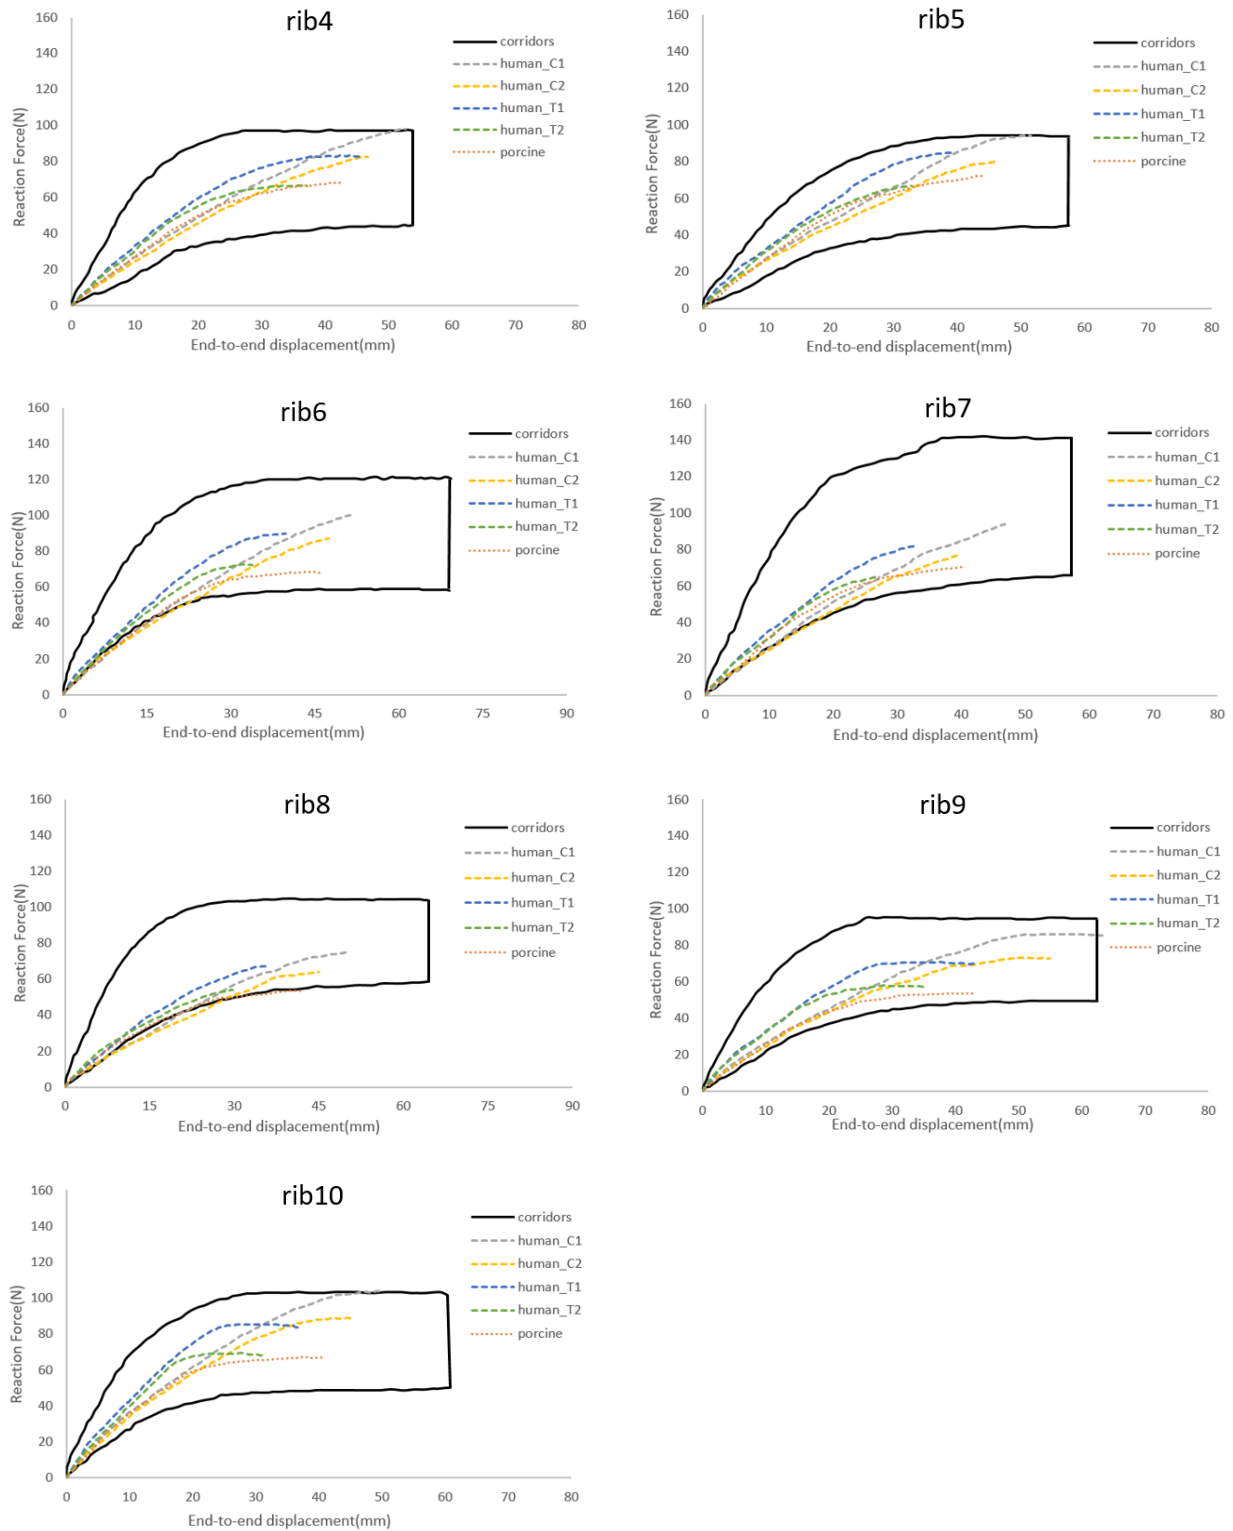 rib4
Reaction Force(N)
160
140
120
100
80
60
40
20
0
0 10 20 30 40 50 60 70 80
End-to-end displacement(mm)
corridors
human_C1
human_C2
human_T1
human_T2
porcine
rib5
Reaction Force(N)
160
140
120
100
80
60
40
20
0
0 10 20 30 40 50 60 70 80
End-to-end displacement(mm)
corridors
human_C1
human_C2
human_T1
human_T2
porcine
rib6
Reaction Force(N)
160
140
120
100
80
60
40
20
0
0 15 30 45 60 75 90
End-to-end displacement(mm)
corridors
human_C1
human_C2
human_T1
human_T2
porcine
rib7
Reaction Force(N)
160
140
120
100
80
60
40
20
0
0 10 20 30 40 50 60 70 80
End-to-end displacement(mm)
corridors
human_C1
human_C2
human_T1
human_T2
porcine
rib8
Reaction Force(N)
160
140
120
100
80
60
40
20
0
0 15 30 45 60 75 90
End-to-end displacement(mm)
corridors
human_C1
human_C2
human_T1
human_T2
porcine
rib9
Reaction Force(N)
160
140
120
100
80
60
40
20
0
0 10 20 30 40 50 60 70 80
End-to-end displacement(mm)
corridors
human_C1
human_C2
human_T1
human_T2
porcine
rib10
Reaction Force(N)
160
140
120
100
80
60
40
20
0
0 10 20 30 40 50 60 70 80
End-to-end displacement(mm)
corridors
human_C1
human_C2
human_T1
human_T2
porcine